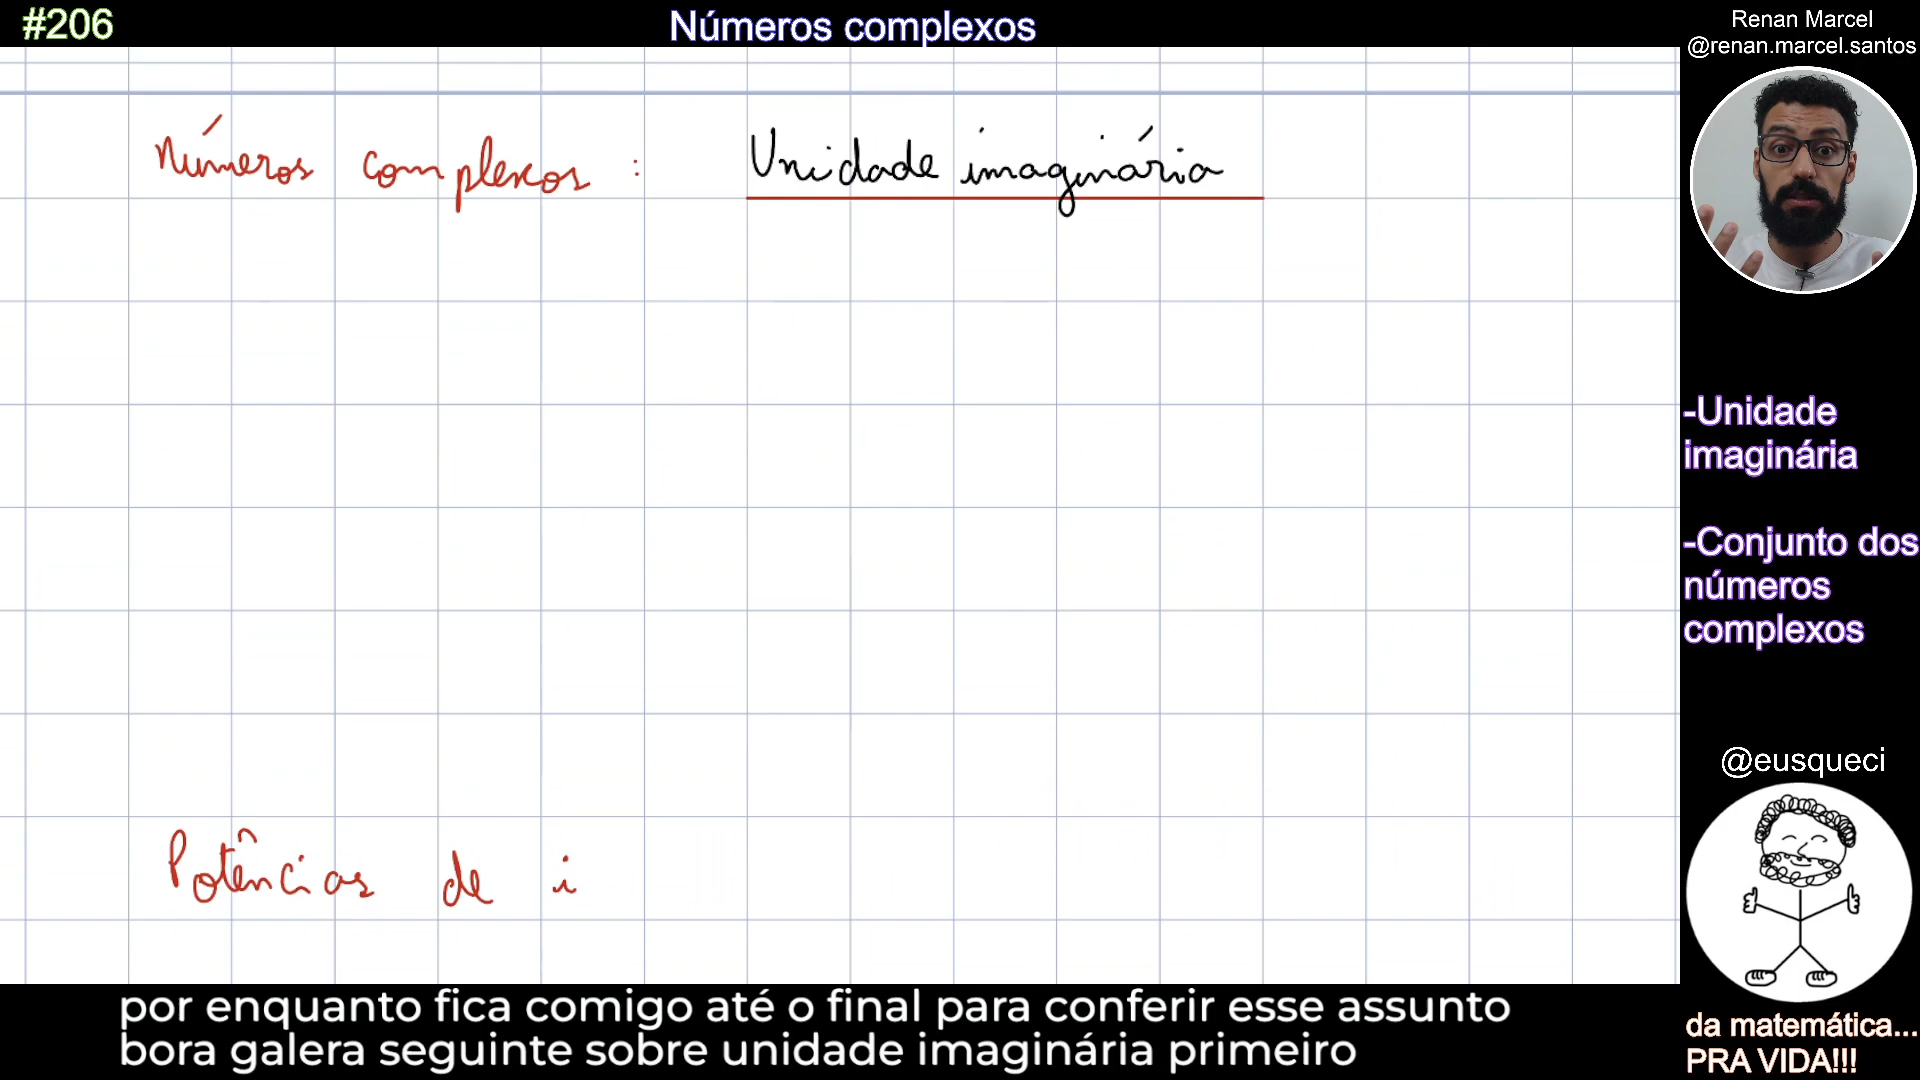 #206
Números complexos
Renan Marcel
@renan.marcel.santos
Números complexos : Unidade imaginária
-Unidade
imaginária
-Conjunto dos
números
complexos
@eusqueci
Potências de i
da matemática...
PRA VIDA!!!
por enquanto fica comigo até o final para conferir esse assunto
bora galera seguinte sobre unidade imaginária primeiro